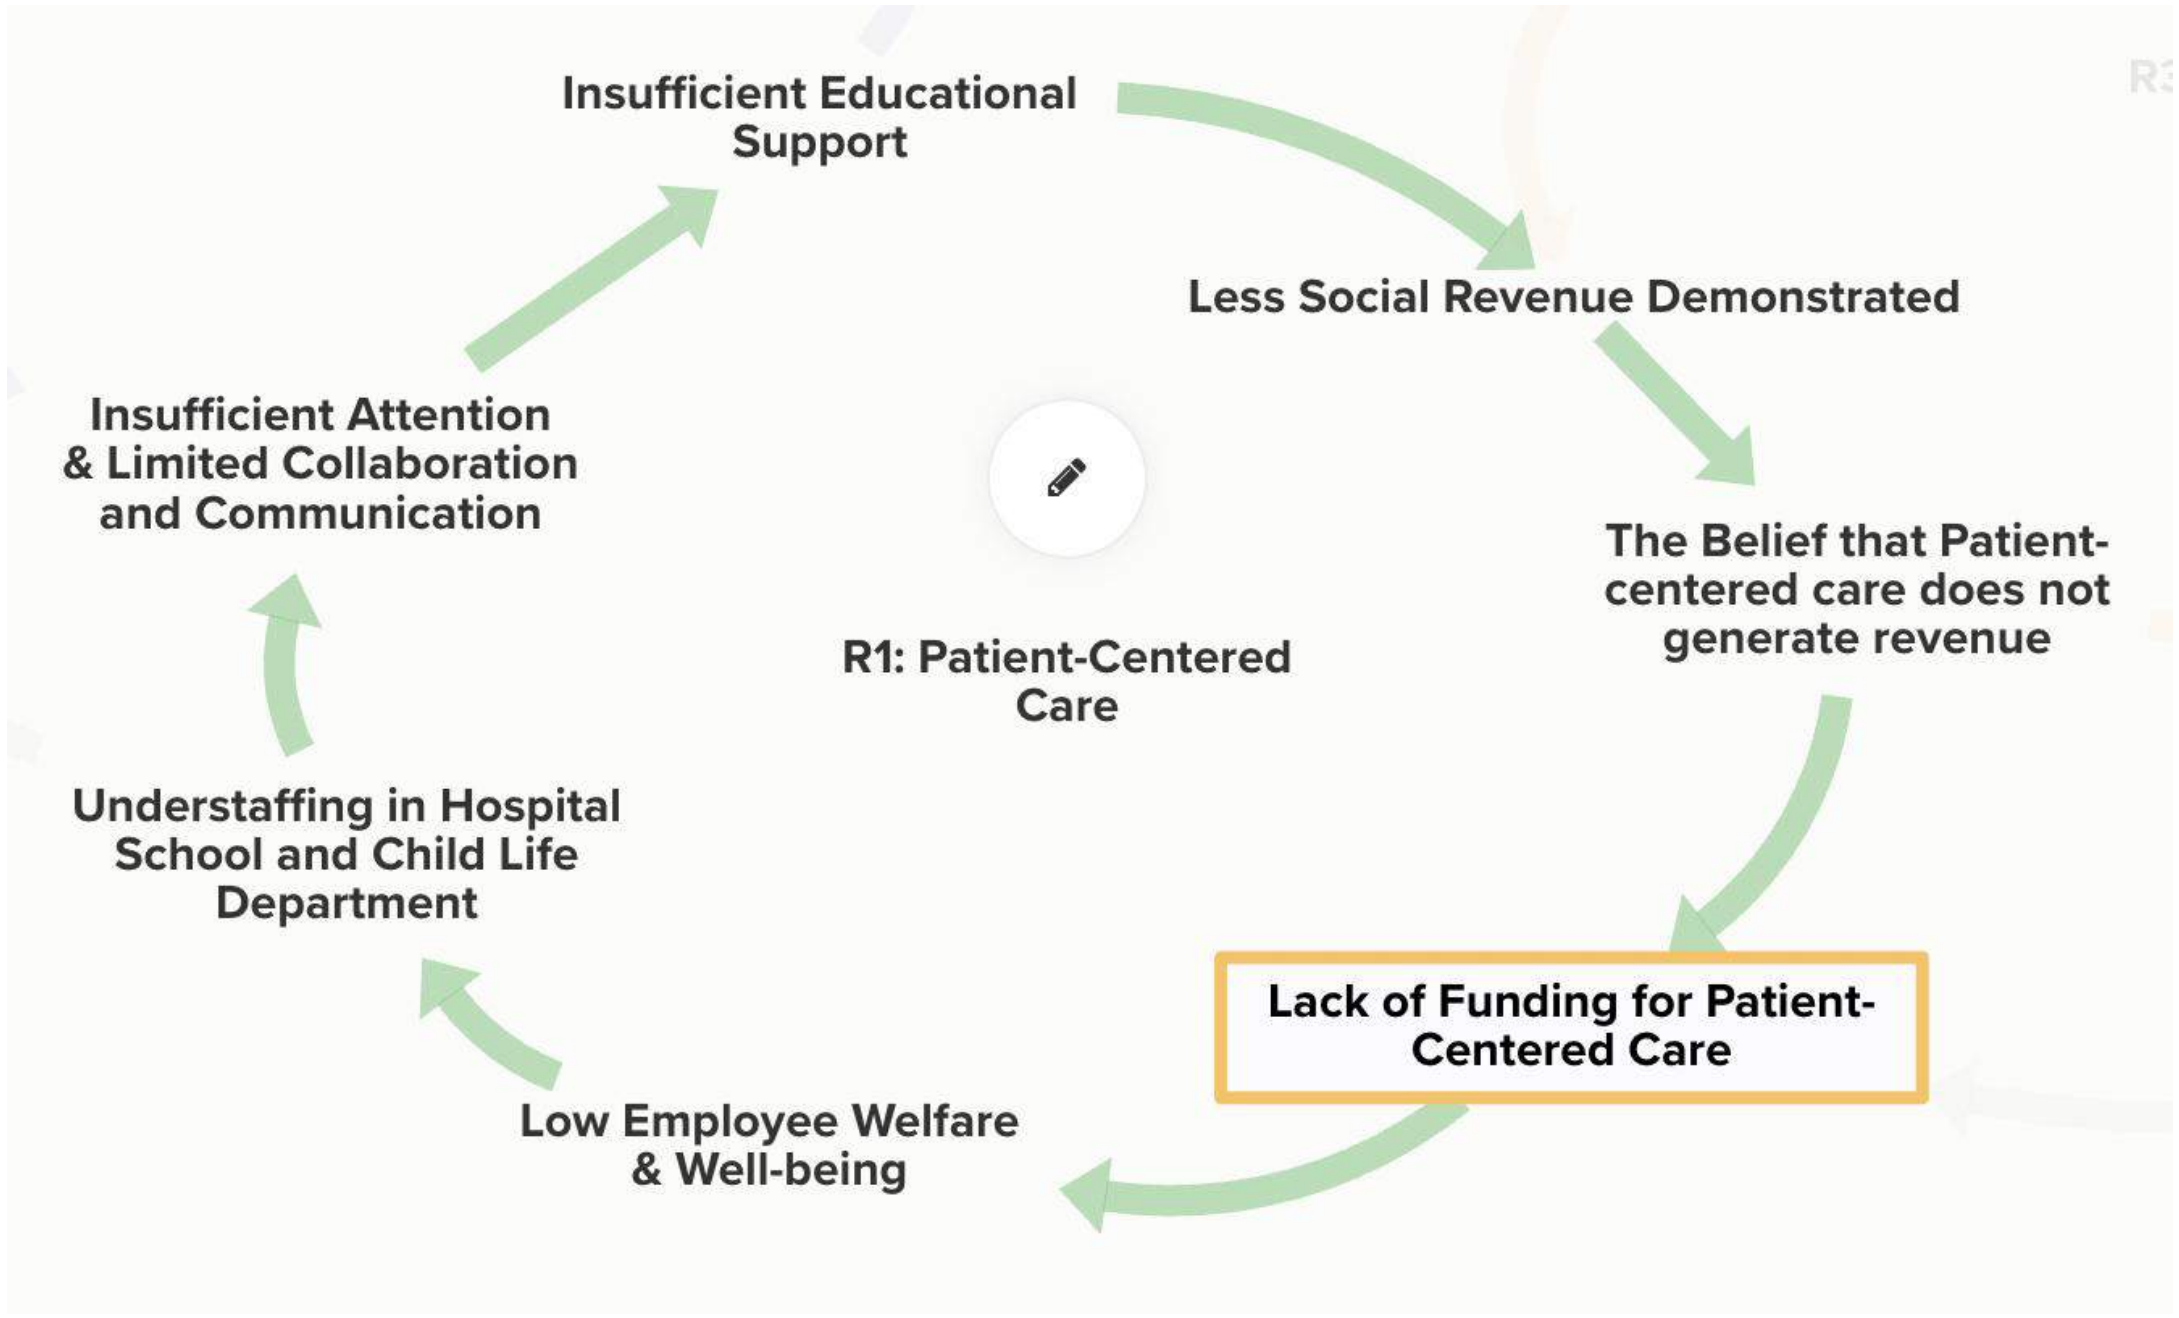 Insufficient Educational
Support
R3
Less Social Revenue Demonstrated
Insufficient Attention
& Limited Collaboration
and Communication
The Belief that Patient-
centered care does not
generate revenue
R1: Patient-Centered
Care
Understaffing in Hospital
School and Child Life
Department
Lack of Funding for Patient-
Centered Care
Low Employee Welfare
& Well-being